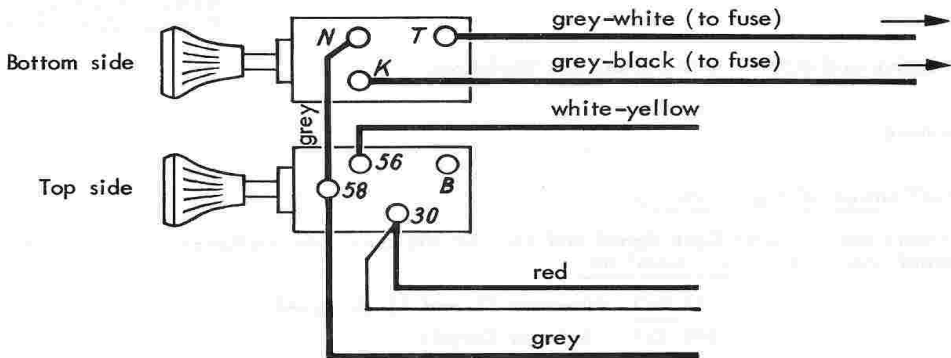 grey-white (to fuse)
N T
Bottom side
K
grey-black (to fuse)
white-yellow
grey
56
B
Top side
58
30
red
grey